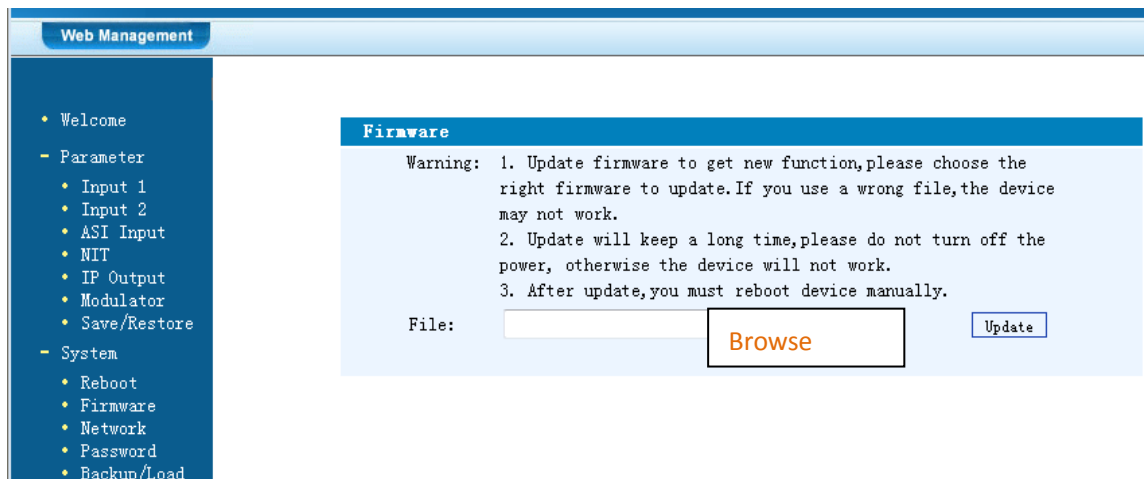 Web Management
• Welcome
- Parameter
• Input 1
• Input 2
• ASI Input
• NIT
• IP Output
• Modulator
• Save/Restore
- System
• Reboot
• Firmware
• Network
• Password
• Backup/Load
Firmware
Warning: 1. Update firmware to get new function,please choose the
right firmware to update.If you use a wrong file,the device
may not work.
2. Update will keep a long time,please do not turn off the
power, otherwise the device will not work.
3. After update,you must reboot device manually.
File: Browse Update